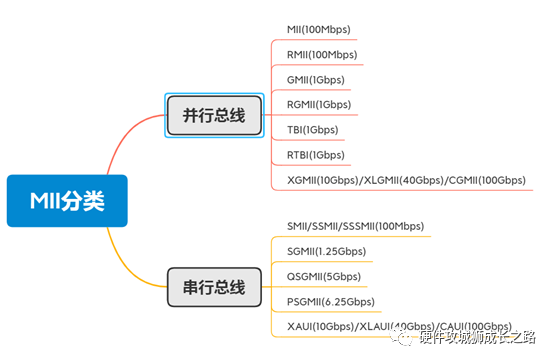 MII分类
并行总线
MII(100Mbps)
RMII(100Mbps)
GMII(1Gbps)
RGMII(1Gbps)
TBI(1Gbps)
RTBI(1Gbps)
XGMII(10Gbps)/XLGMII(40Gbps)/CGMII(100Gbps)
串行总线
SMII/SSMII/SSSMII(100Mbps)
SGMII(1.25Gbps)
QSGMII(5Gbps)
PSGMII(6.25Gbps)
XAUI(10Gbps)/XLAUI(40Gbps)/CAUI(100Gbps)
硬件攻城狮成长之路